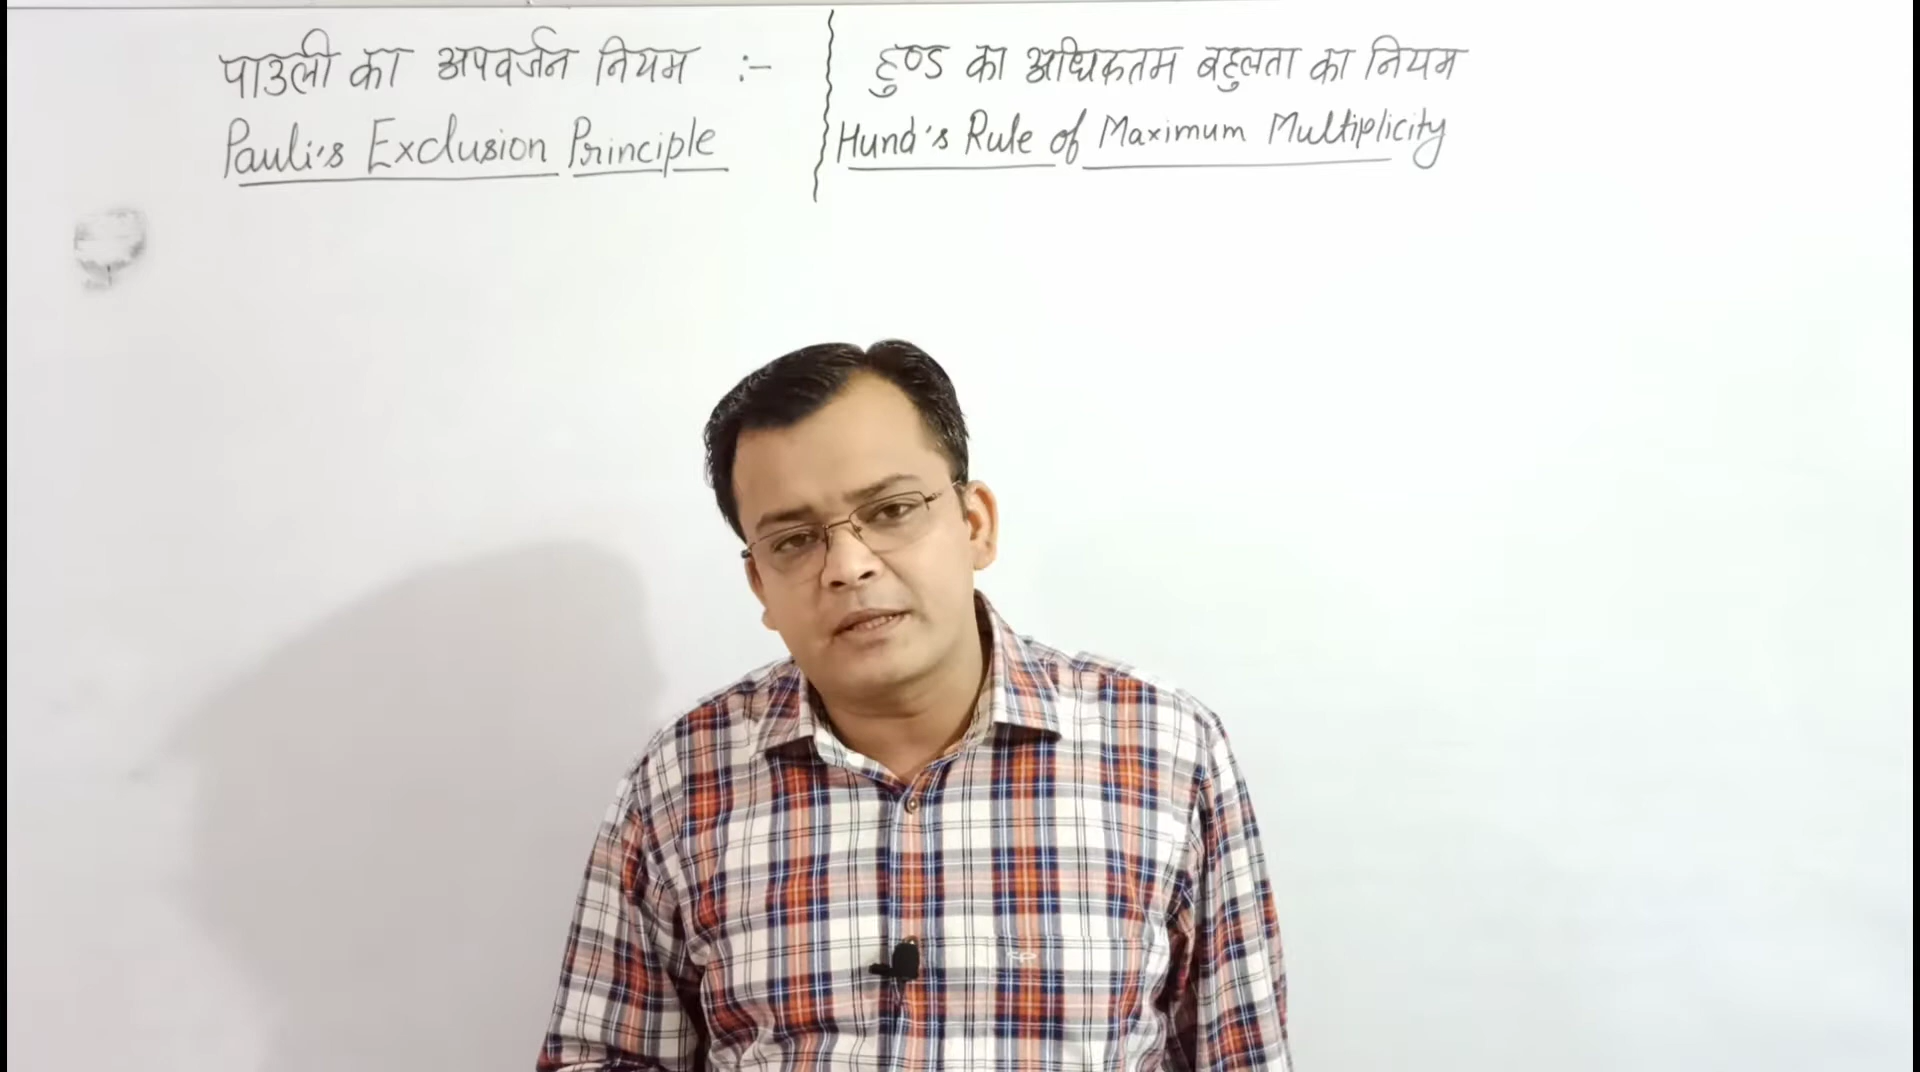 पाउली का अपवर्जन नियम :-
Pauli's Exclusion Principle
हुण्ड का अधिकतम बहुलता का नियम
Hund's Rule of Maximum Multiplicity